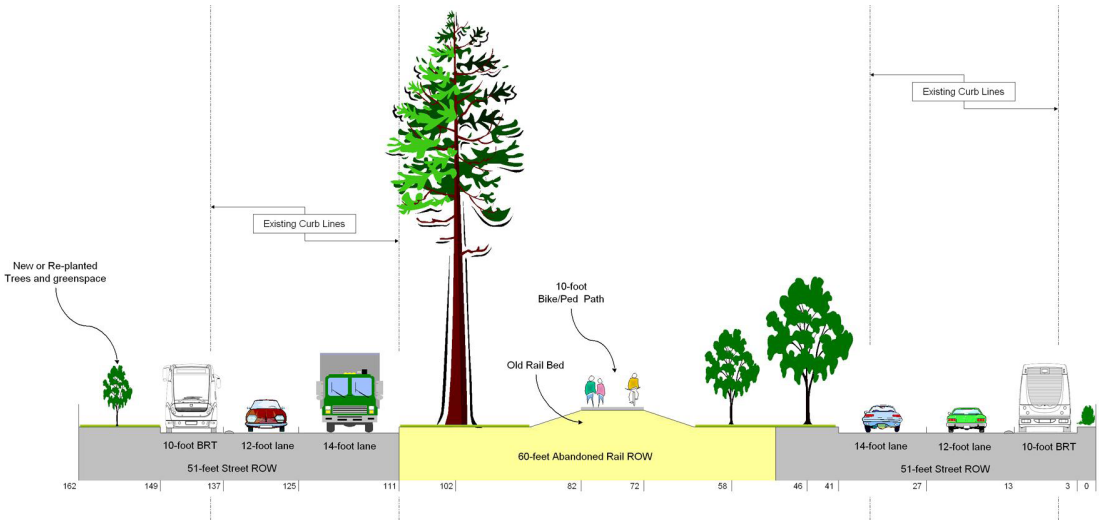 Existing Curb Lines
Existing Curb Lines
New or Re-planted
Trees and greenspace
10-foot
Bike/Ped Path
Old Rail Bed
10-foot BRT
12-foot lane
14-foot lane
51-feet Street ROW
60-feet Abandoned Rail ROW
14-foot lane
12-foot lane
10-foot BRT
51-feet Street ROW
162 149 137 125 111 102 82 72 58 46 41 27 13 3 0